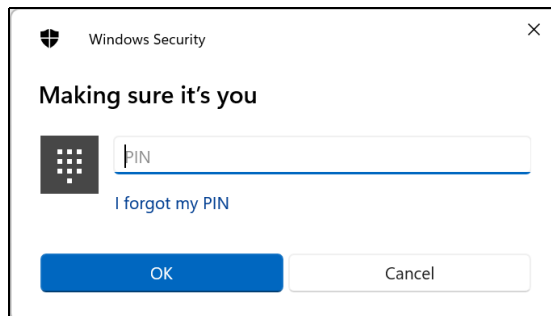 Windows Security
Making sure it’s you
PIN
I forgot my PIN
OK
Cancel